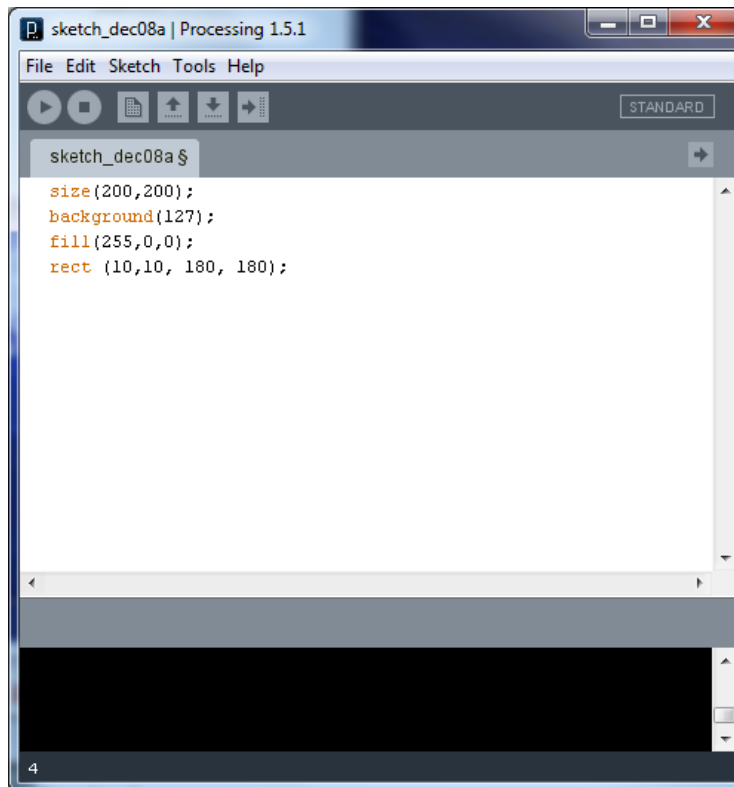 sketch_dec08a | Processing 1.5.1
File Edit Sketch Tools Help
STANDARD
sketch_dec08a §
size(200,200);
background(127);
fill(255,0,0);
rect (10,10, 180, 180);
4